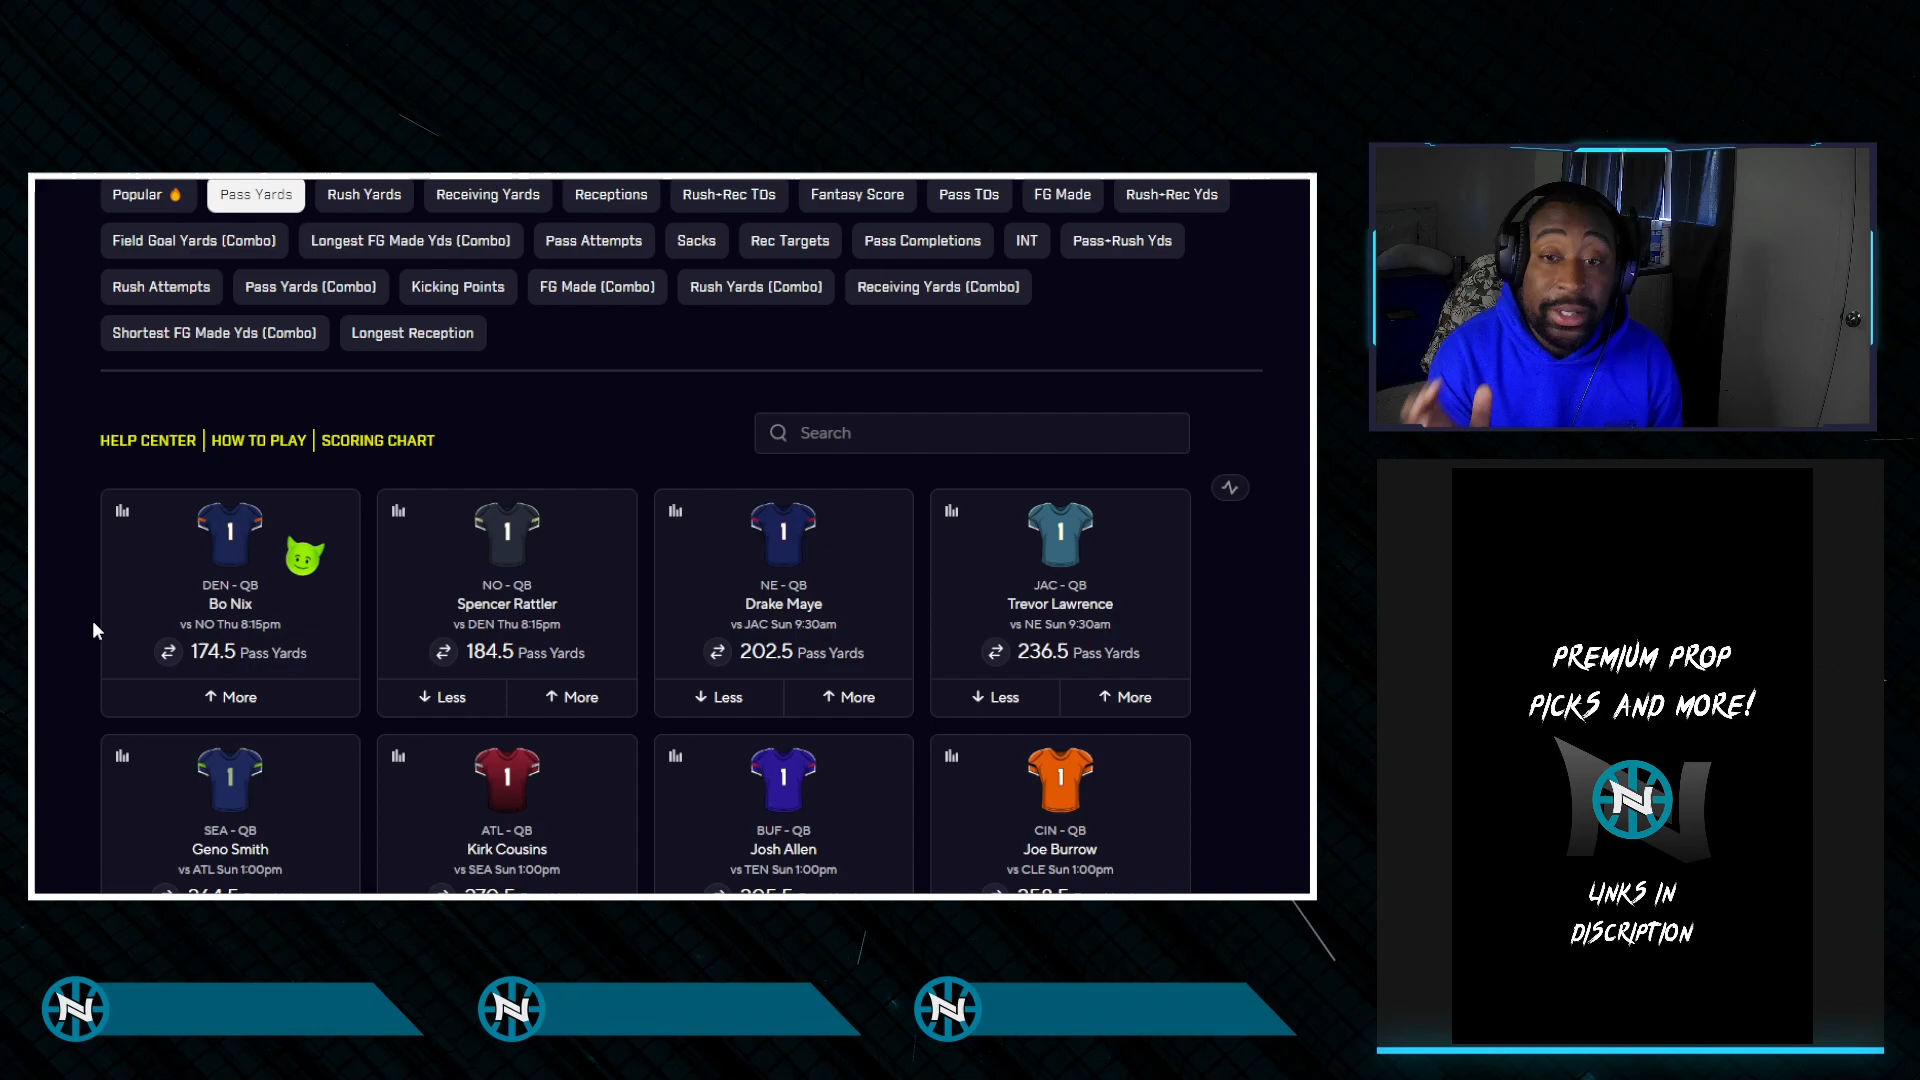 Popular
Pass Yards
Rush Yards
Receiving Yards
Receptions
Rush+Rec TDs
Fantasy Score
Pass TDs
FG Made
Rush+Rec Yds
Field Goal Yards (Combo)
Longest FG Made Yds (Combo)
Pass Attempts
Sacks
Rec Targets
Pass Completions
INT
Pass+Rush Yds
Rush Attempts
Pass Yards (Combo)
Kicking Points
FG Made (Combo)
Rush Yards (Combo)
Receiving Yards (Combo)
Shortest FG Made Yds (Combo)
Longest Reception
HELP CENTER | HOW TO PLAY | SCORING CHART
Search
1
DEN - QB
Bo Nix
vs NO Thu 8:15pm
174.5 Pass Yards
More
1
NO - QB
Spencer Rattler
vs DEN Thu 8:15pm
184.5 Pass Yards
Less
More
1
NE - QB
Drake Maye
vs JAC Sun 9:30am
202.5 Pass Yards
Less
More
1
JAC - QB
Trevor Lawrence
vs NE Sun 9:30am
236.5 Pass Yards
Less
More
1
SEA - QB
Geno Smith
vs ATL Sun 1:00pm
1
ATL - QB
Kirk Cousins
vs SEA Sun 1:00pm
1
BUF - QB
Josh Allen
vs TEN Sun 1:00pm
1
CIN - QB
Joe Burrow
vs CLE Sun 1:00pm
PREMIUM PROP
PICKS AND MORE!
N
LINKS IN
DISCRIPTION
N
N
N